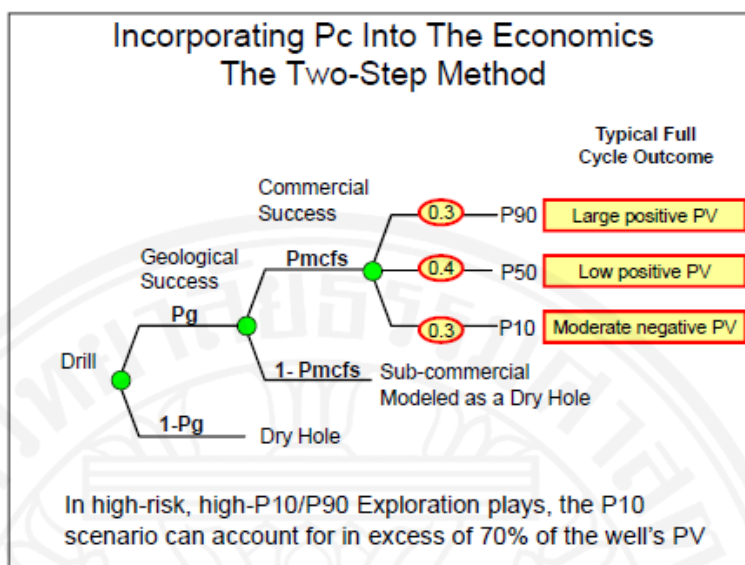 Incorporating Pc Into The Economics
The Two-Step Method
Typical Full
Cycle Outcome
Commercial
Success
0.3
P90
Large positive PV
Geological
Success
Pmcfs
0.4
P50
Low positive PV
Pg
0.3
P10
Moderate negative PV
Drill
1- Pmcfs
Sub-commercial
Modeled as a Dry Hole
1-Pg
Dry Hole
In high-risk, high-P10/P90 Exploration plays, the P10
scenario can account for in excess of 70% of the well's PV